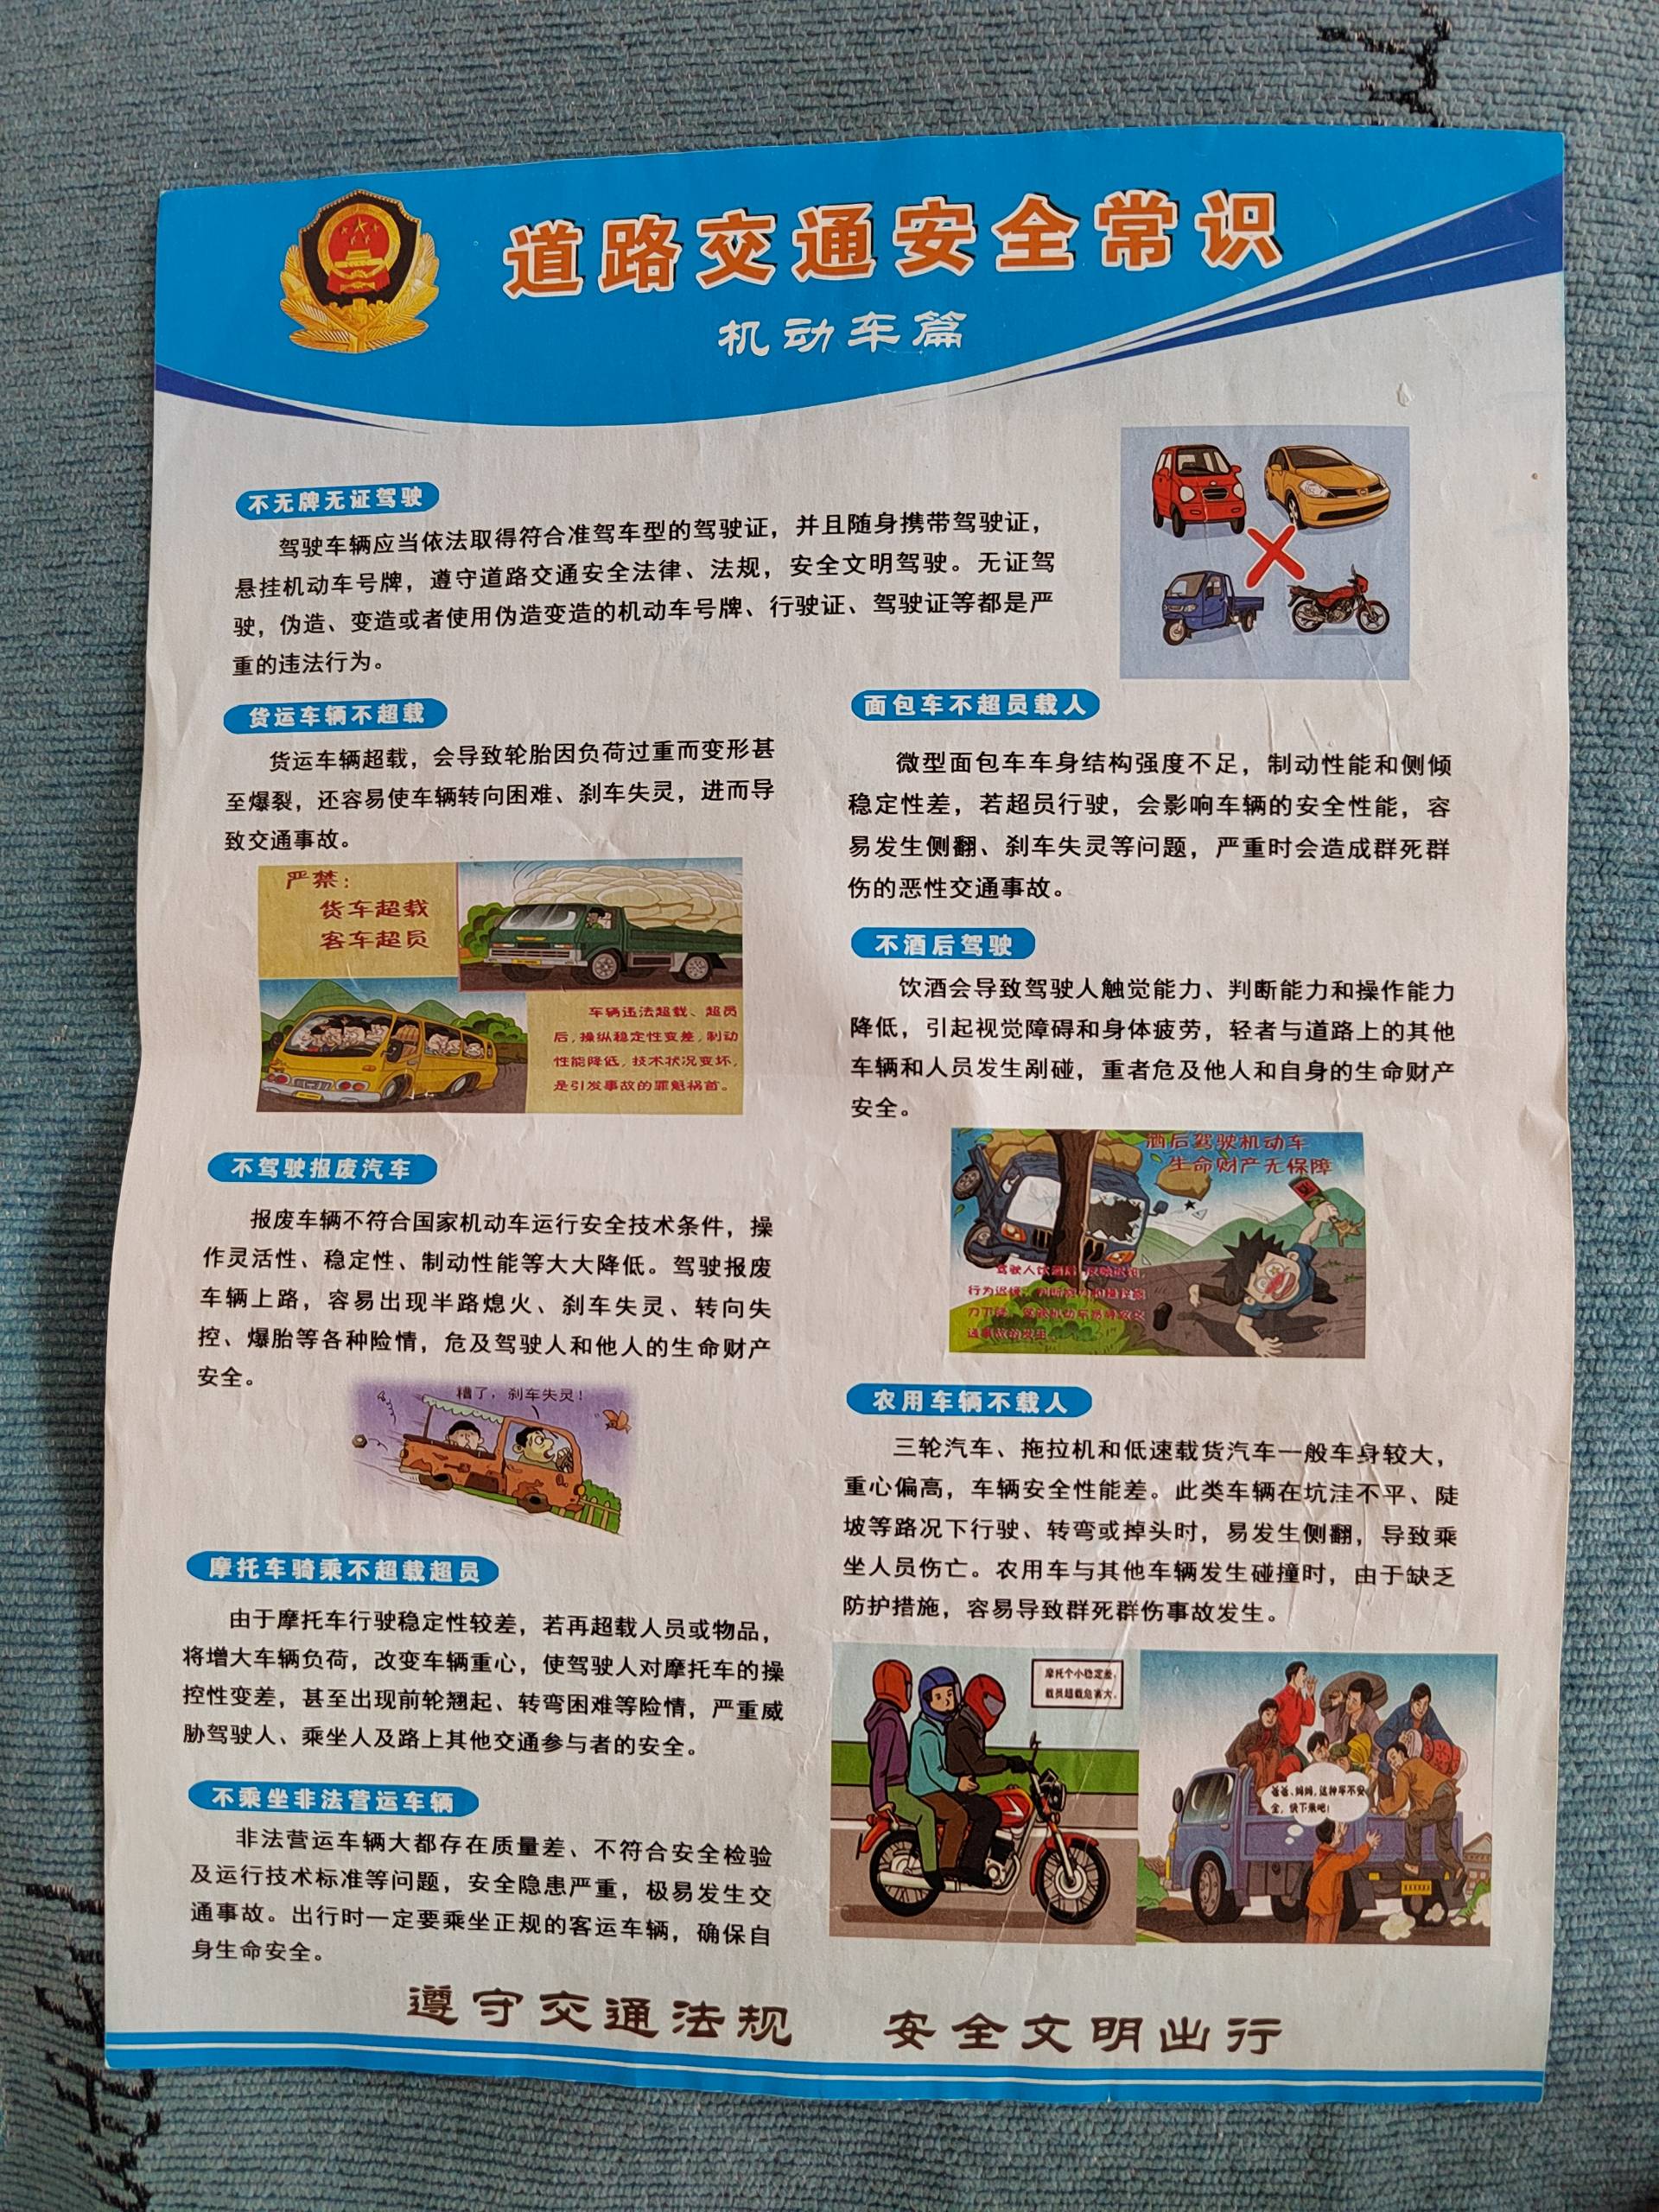 道路交通安全常识
机动车篇
不无牌无证驾驶
驾驶车辆应当依法取得符合准驾车型的驾驶证，并且随身携带驾驶证，
悬挂机动车号牌，遵守道路交通安全法律、法规，安全文明驾驶。无证驾
驶，伪造、变造或者使用伪造变造的机动车号牌、行驶证、驾驶证等都是严
重的违法行为。
货运车辆不超载
货运车辆超载，会导致轮胎因负荷过重而变形甚
至爆裂，还容易使车辆转向困难、刹车失灵，进而导
致交通事故。
严禁：
货车超载
客车超员
车辆违法超载、超员
后，操纵稳定性变差，制动
性能降低，技术状况变坏，
是引发事故的罪魁祸首。
不驾驶报废汽车
报废车辆不符合国家机动车运行安全技术条件，操
作灵活性、稳定性、制动性能等大大降低。驾驶报废
车辆上路，容易出现半路熄火、刹车失灵、转向失
控、爆胎等各种险情，危及驾驶人和他人的生命财产
安全。
糟了，刹车失灵！
摩托车骑乘不超载超员
由于摩托车行驶稳定性较差，若再超载人员或物品，
将增大车辆负荷，改变车辆重心，使驾驶人对摩托车的操
控性变差，甚至出现前轮翘起、转弯困难等险情，严重威
胁驾驶人、乘坐人及路上其他交通参与者的安全。
不乘坐非法营运车辆
非法营运车辆大都存在质量差、不符合安全检验
及运行技术标准等问题，安全隐患严重，极易发生交
通事故。出行时一定要乘坐正规的客运车辆，确保自
身生命安全。
面包车不超员载人
微型面包车车身结构强度不足，制动性能和侧倾
稳定性差，若超员行驶，会影响车辆的安全性能，容
易发生侧翻、刹车失灵等问题，严重时会造成群死群
伤的恶性交通事故。
不酒后驾驶
饮酒会导致驾驶人触觉能力、判断能力和操作能力
降低，引起视觉障碍和身体疲劳，轻者与道路上的其他
车辆和人员发生剐碰，重者危及他人和自身的生命财产
安全。
酒后驾驶机动车
生命财产无保障
驾驶人饮酒后
行为迟缓
通事故的发生
农用车辆不载人
三轮汽车、拖拉机和低速载货汽车一般车身较大，
重心偏高，车辆安全性能差。此类车辆在坑洼不平、陡
坡等路况下行驶、转弯或掉头时，易发生侧翻，导致乘
坐人员伤亡。农用车与其他车辆发生碰撞时，由于缺乏
防护措施，容易导致群死群伤事故发生。
摩托个小稳定差，
载员超载危害大。
爸爸、妈妈，这种车不安
全，快下来吧！
遵守交通法规 安全文明出行